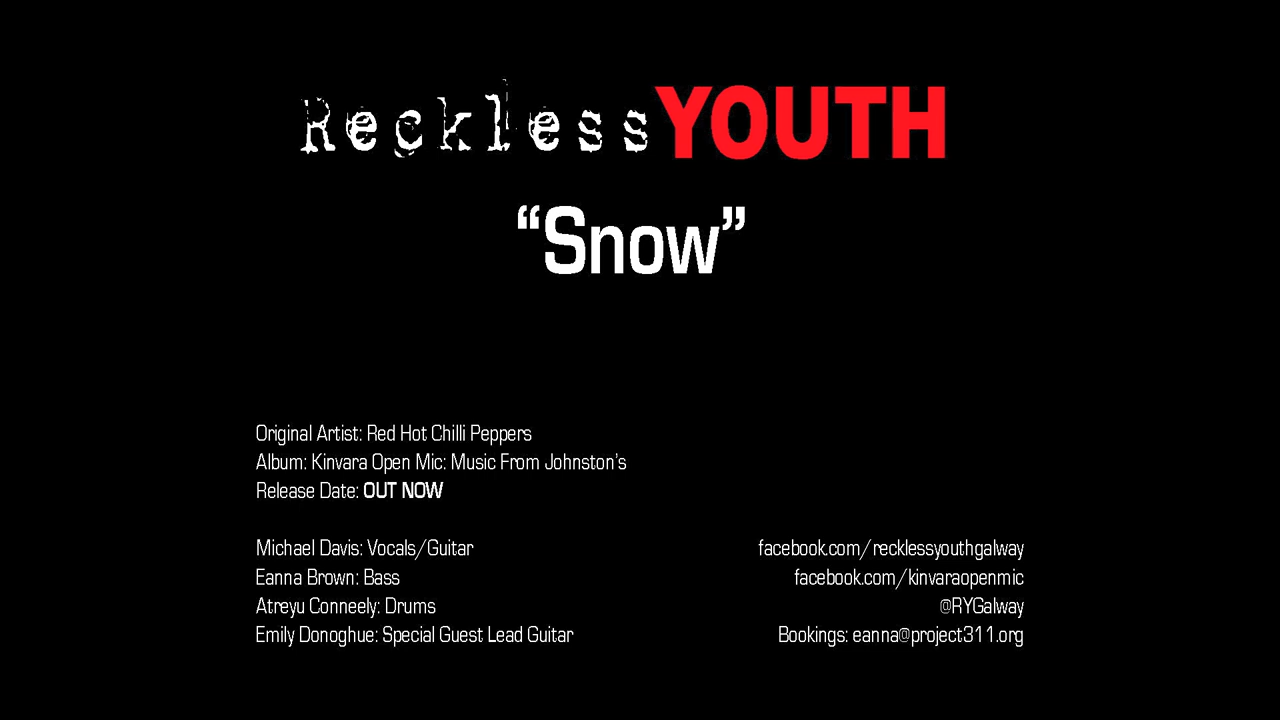 Reckless YOUTH
“Snow”
Original Artist: Red Hot Chilli Peppers
Album: Kinvara Open Mic: Music From Johnston's
Release Date: OUT NOW
Michael Davis: Vocals/Guitar
Eanna Brown: Bass
Atreyu Conneely: Drums
Emily Donoghue: Special Guest Lead Guitar
facebook.com/recklessyouthgalway
facebook.com/kinvaraopenmic
@RYGalway
Bookings: eanna@project311.org